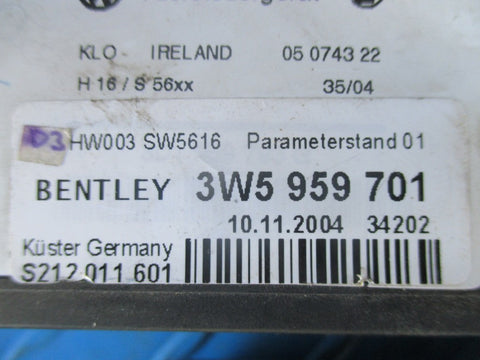 KLO - IRELAND 05 0743 22
H 16 / S 56xx 35/04
D3 HW003 SW5616 Parameterstand 01
BENTLEY 3W5 959 701
10.11.2004 34202
Küster Germany
S212 011 601